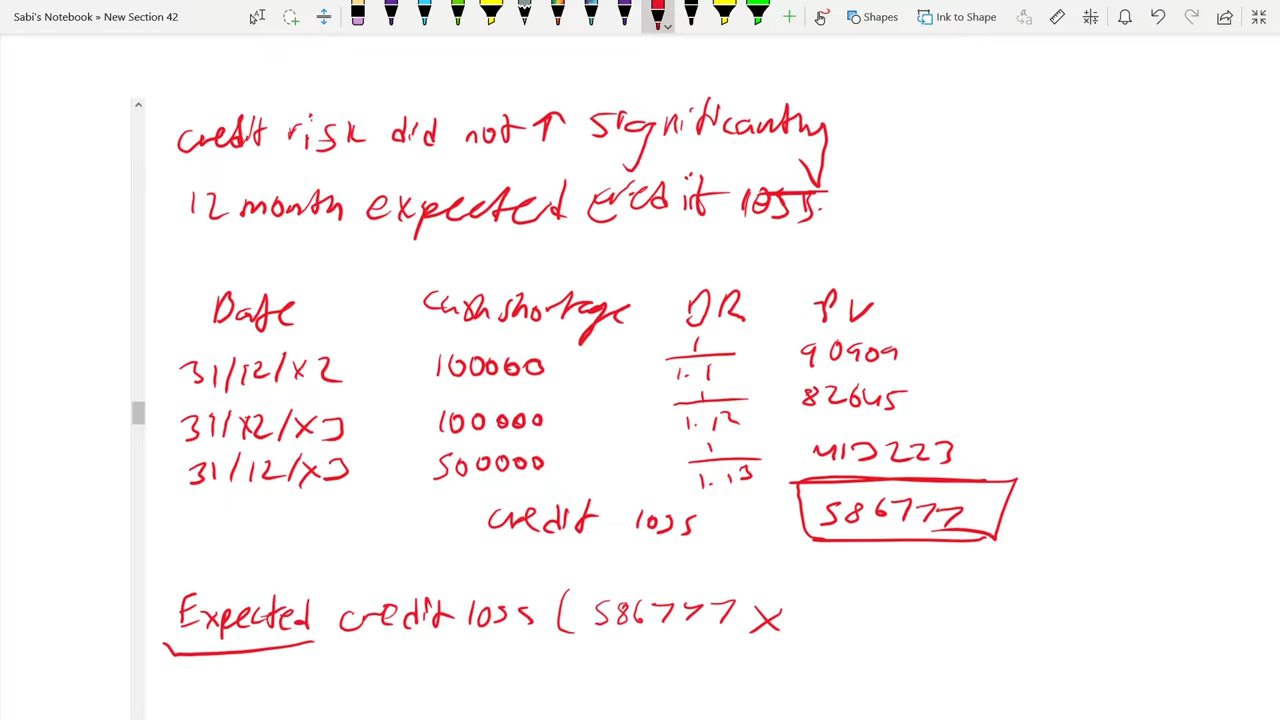 Sabi's Notebook » New Section 42
Shapes
Ink to Shape
credit risk did not ↑ significantly
12 month expected credit loss.
Date Cash shortage DR PV
31/12/x2 100000 1/1.1 90909
31/12/x3 100000 1/1.12 82645
31/12/x3 500000 1/1.13 413223
credit loss 586777
Expected credit loss ( 586777 x